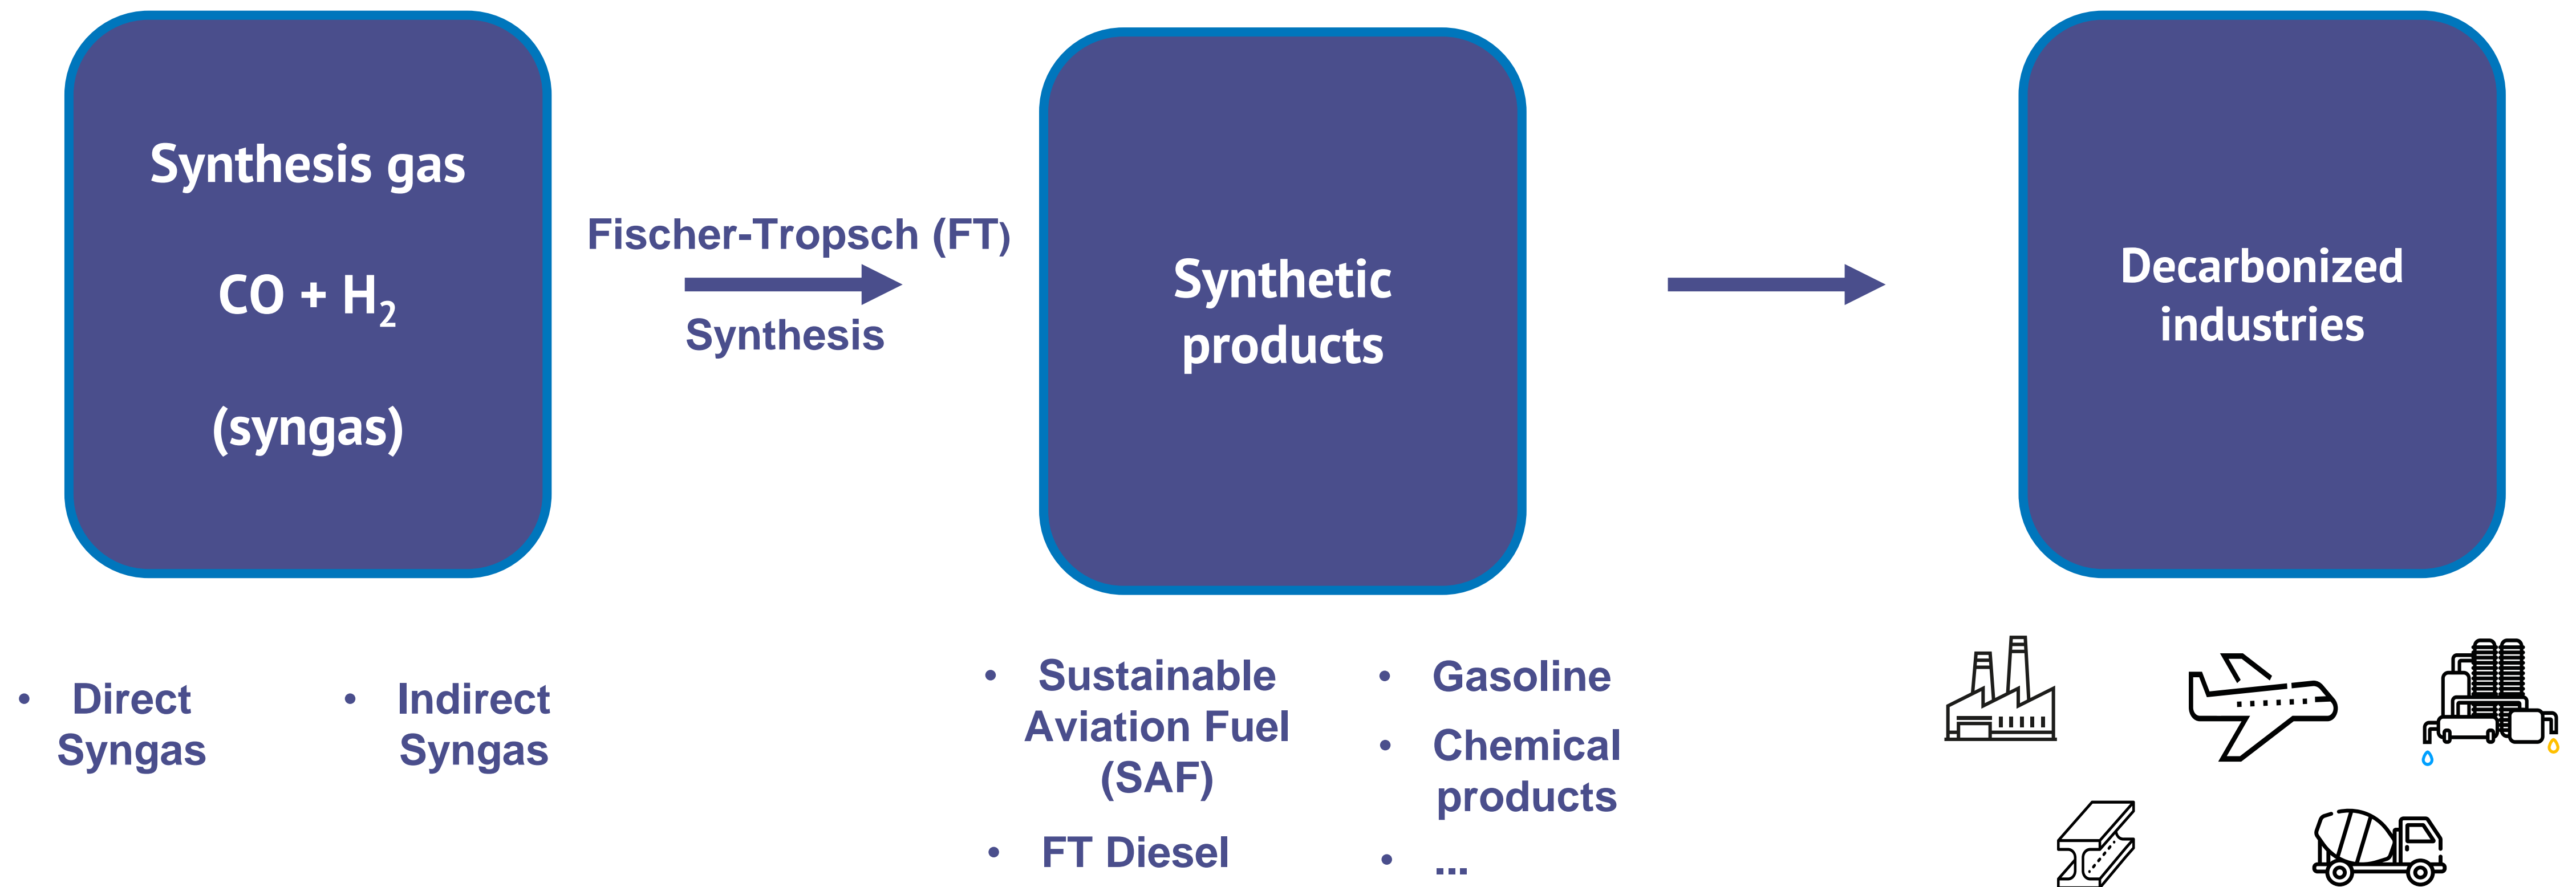 Synthesis gas
CO + H₂
(syngas)
Fischer-Tropsch (FT)
Synthesis
Synthetic
products
Decarbonized
industries
• Direct
Syngas
• Indirect
Syngas
• Sustainable
Aviation Fuel
(SAF)
• FT Diesel
• Gasoline
• Chemical
products
• ...